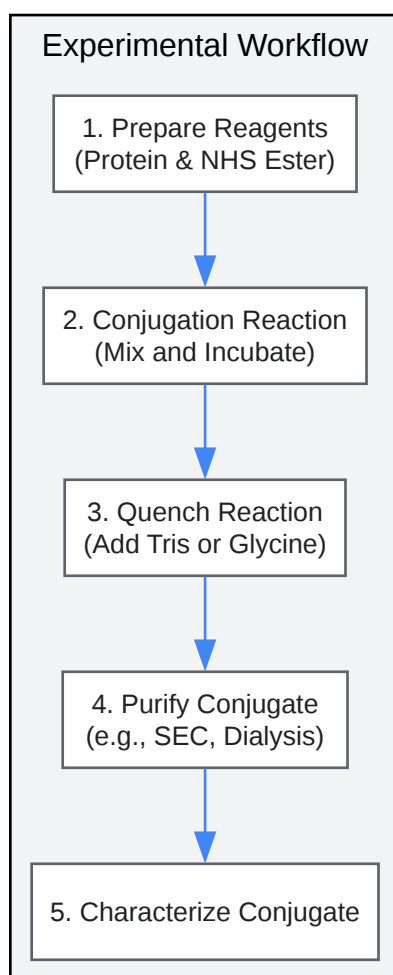 Experimental Workflow
1. Prepare Reagents
(Protein & NHS Ester)
2. Conjugation Reaction
(Mix and Incubate)
3. Quench Reaction
(Add Tris or Glycine)
4. Purify Conjugate
(e.g., SEC, Dialysis)
5. Characterize Conjugate